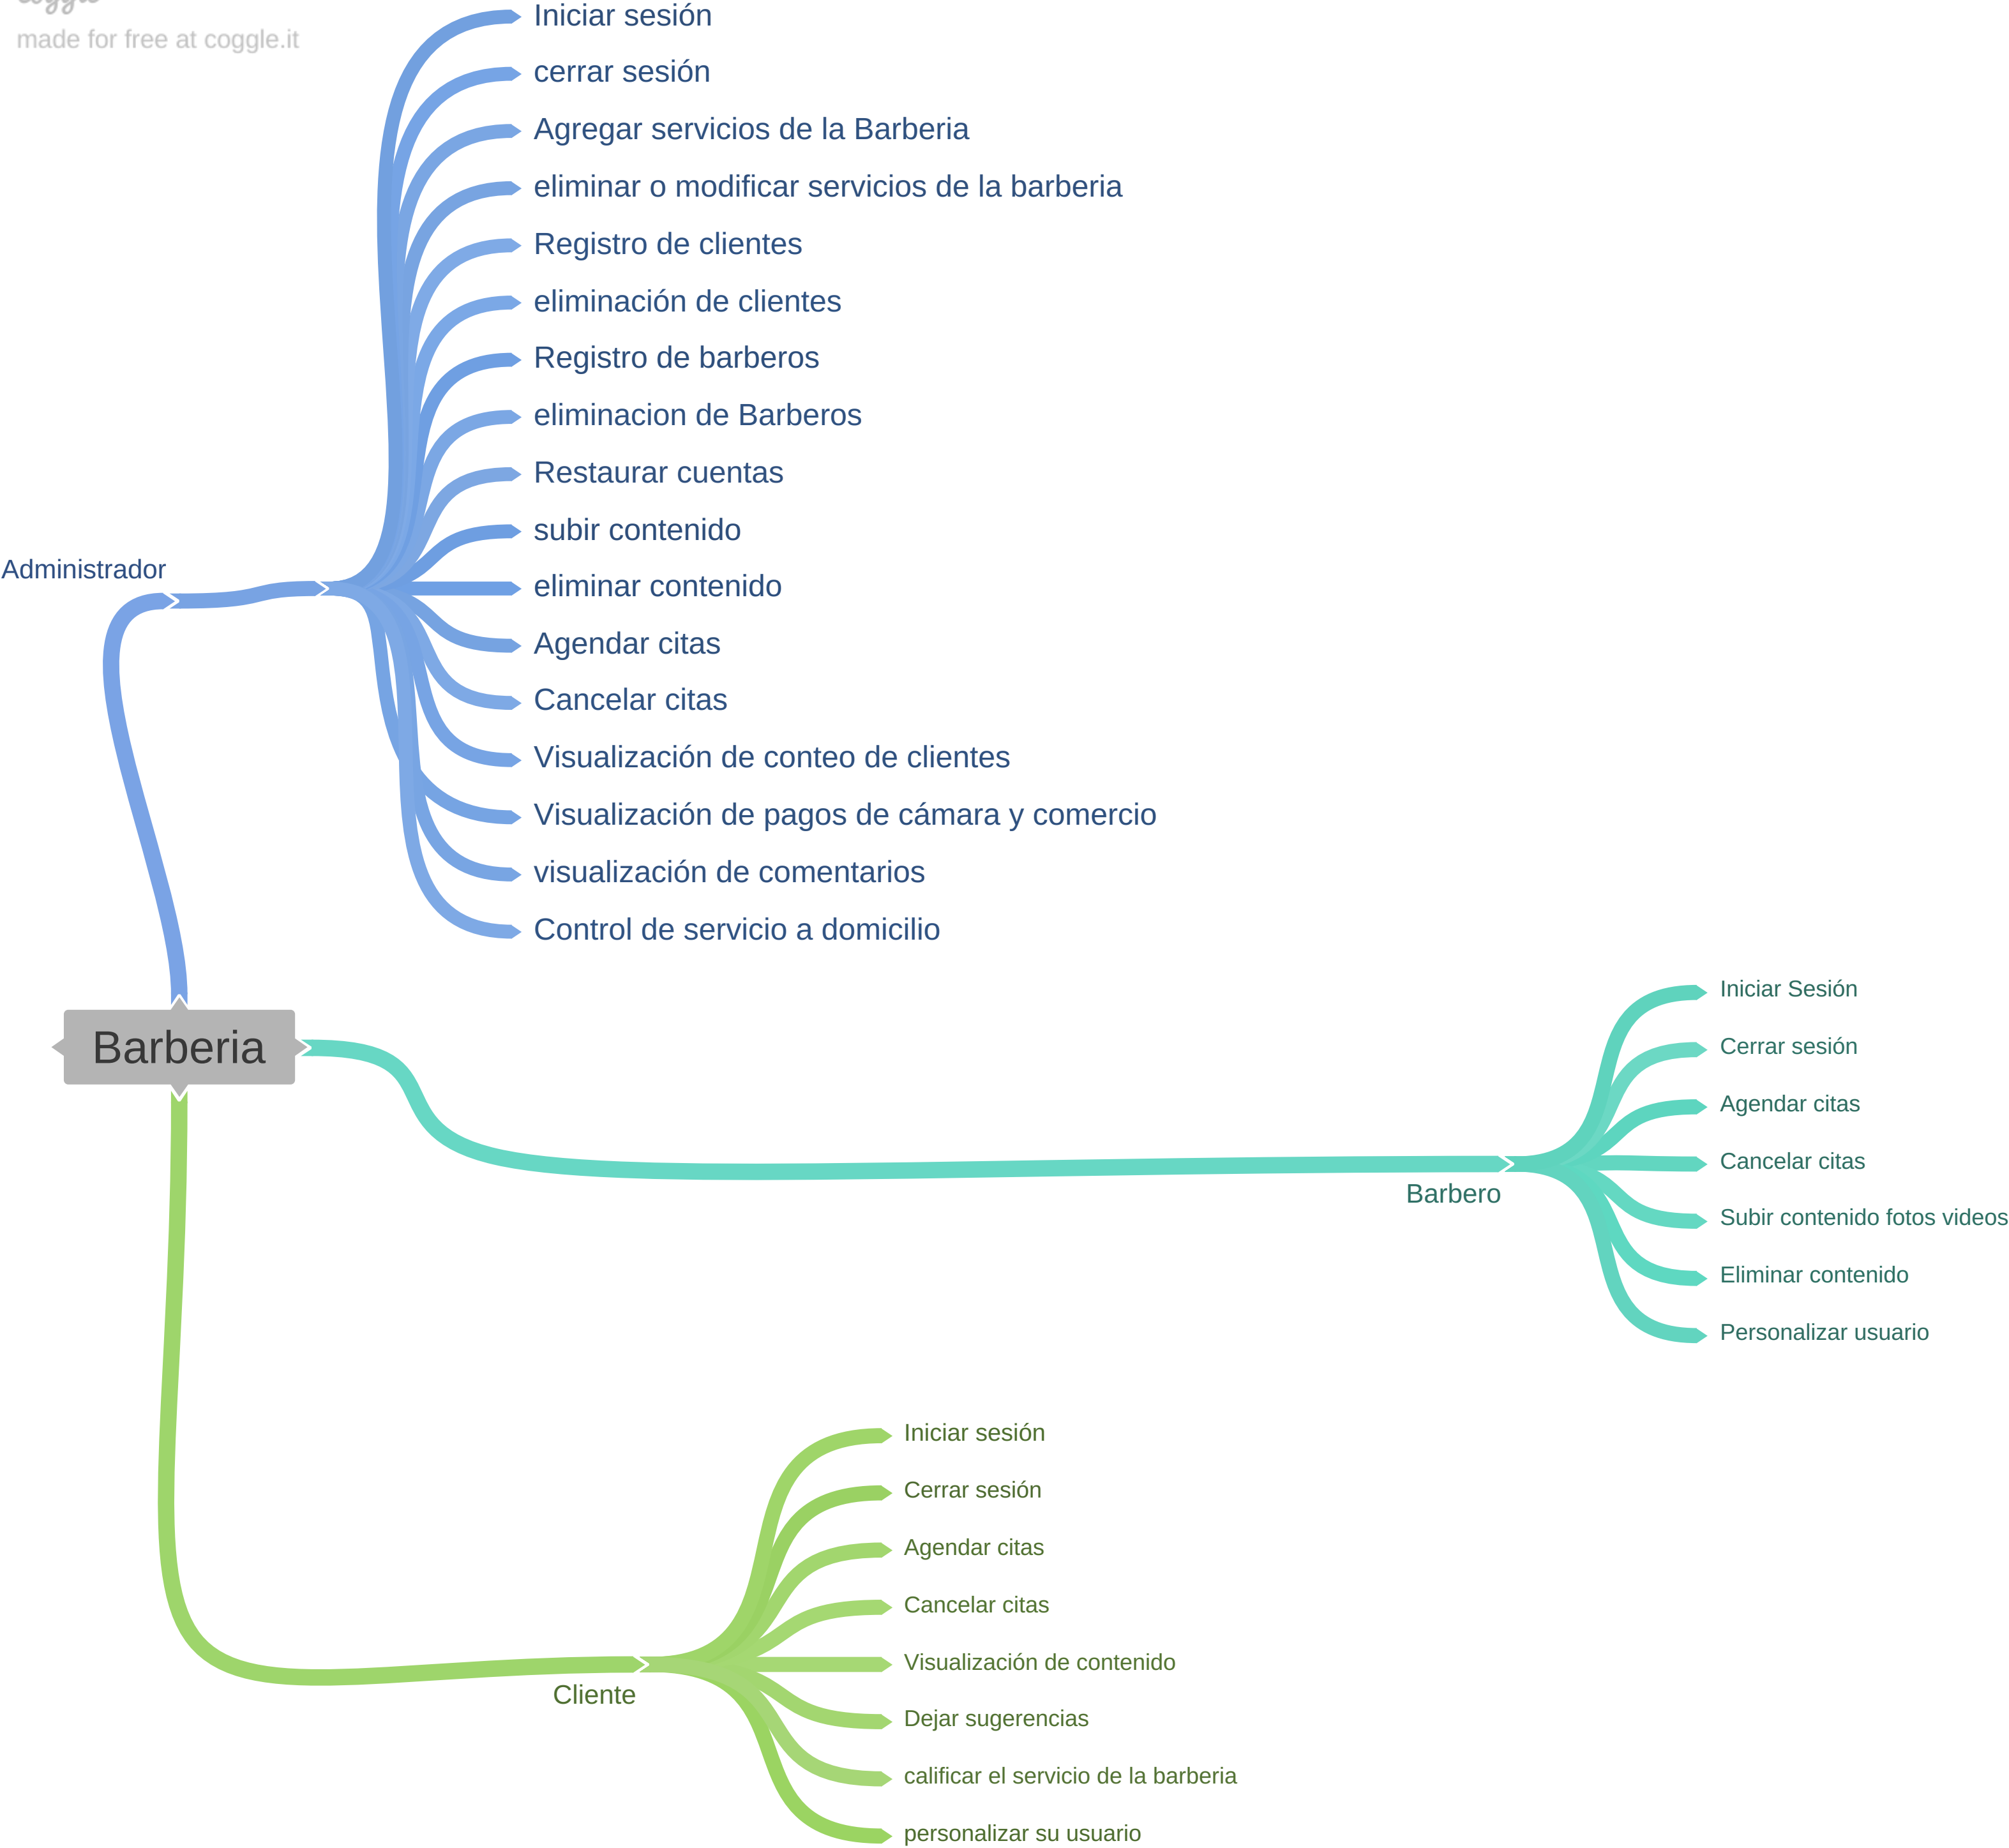 made for free at coggle.it
Iniciar sesión
cerrar sesión
Agregar servicios de la Barberia
eliminar o modificar servicios de la barberia
Registro de clientes
eliminación de clientes
Registro de barberos
eliminacion de Barberos
Restaurar cuentas
subir contenido
Administrador
eliminar contenido
Agendar citas
Cancelar citas
Visualización de conteo de clientes
Visualización de pagos de cámara y comercio
visualización de comentarios
Control de servicio a domicilio
Barberia
Iniciar Sesión
Cerrar sesión
Agendar citas
Cancelar citas
Barbero
Subir contenido fotos videos
Eliminar contenido
Personalizar usuario
Iniciar sesión
Cerrar sesión
Agendar citas
Cancelar citas
Visualización de contenido
Cliente
Dejar sugerencias
calificar el servicio de la barberia
personalizar su usuario